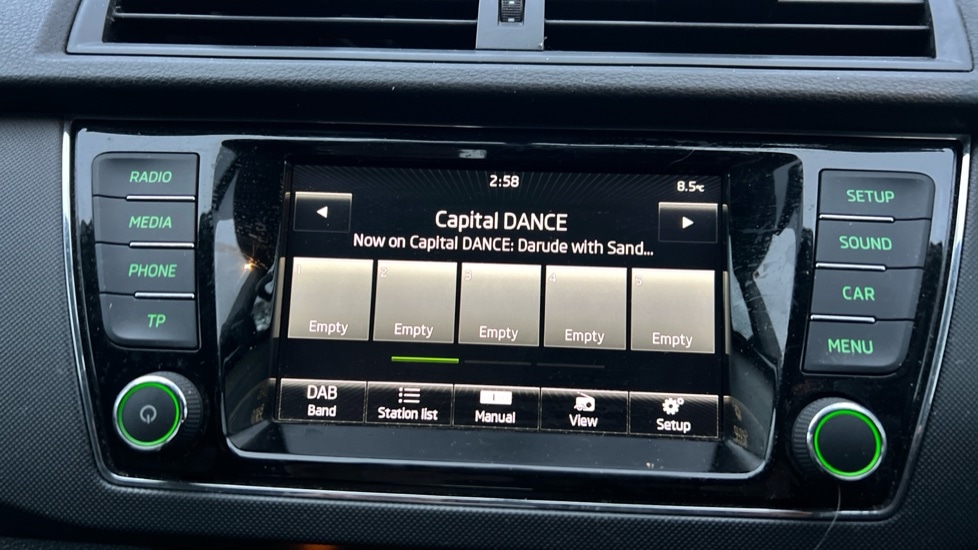 RADIO
MEDIA
PHONE
TP
2:58
8.5°C
Capital DANCE
Now on Capital DANCE: Darude with Sand...
1 2 3 4 5
Empty Empty Empty Empty Empty
DAB
Band Station list Manual View Setup
SETUP
SOUND
CAR
MENU